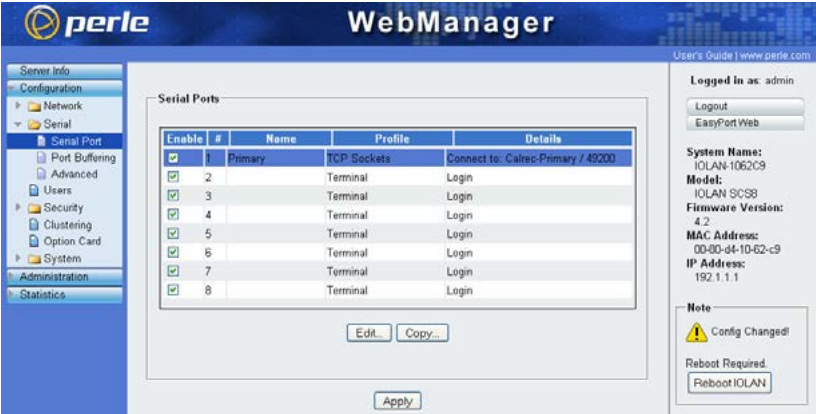 perle
WebManager
User's Guide | www.perle.com
Server Info
Configuration
Network
Serial
Serial Port
Port Buffering
Advanced
Users
Security
Clustering
Option Card
System
Administration
Statistics
Serial Ports
Enable # Name Profile Details
1 Primary TCP Sockets Connect to: Calrec-Primary / 49200
2 Terminal Login
3 Terminal Login
4 Terminal Login
5 Terminal Login
6 Terminal Login
7 Terminal Login
8 Terminal Login
Edit... Copy...
Apply
Logged in as: admin
Logout
EasyPort Web
System Name:
IOLAN-1062C9
Model:
IOLAN SCS8
Firmware Version:
4.2
MAC Address:
00-80-d4-10-62-c9
IP Address:
192.1.1.1
Note
Config Changed!
Reboot Required.
Reboot IOLAN